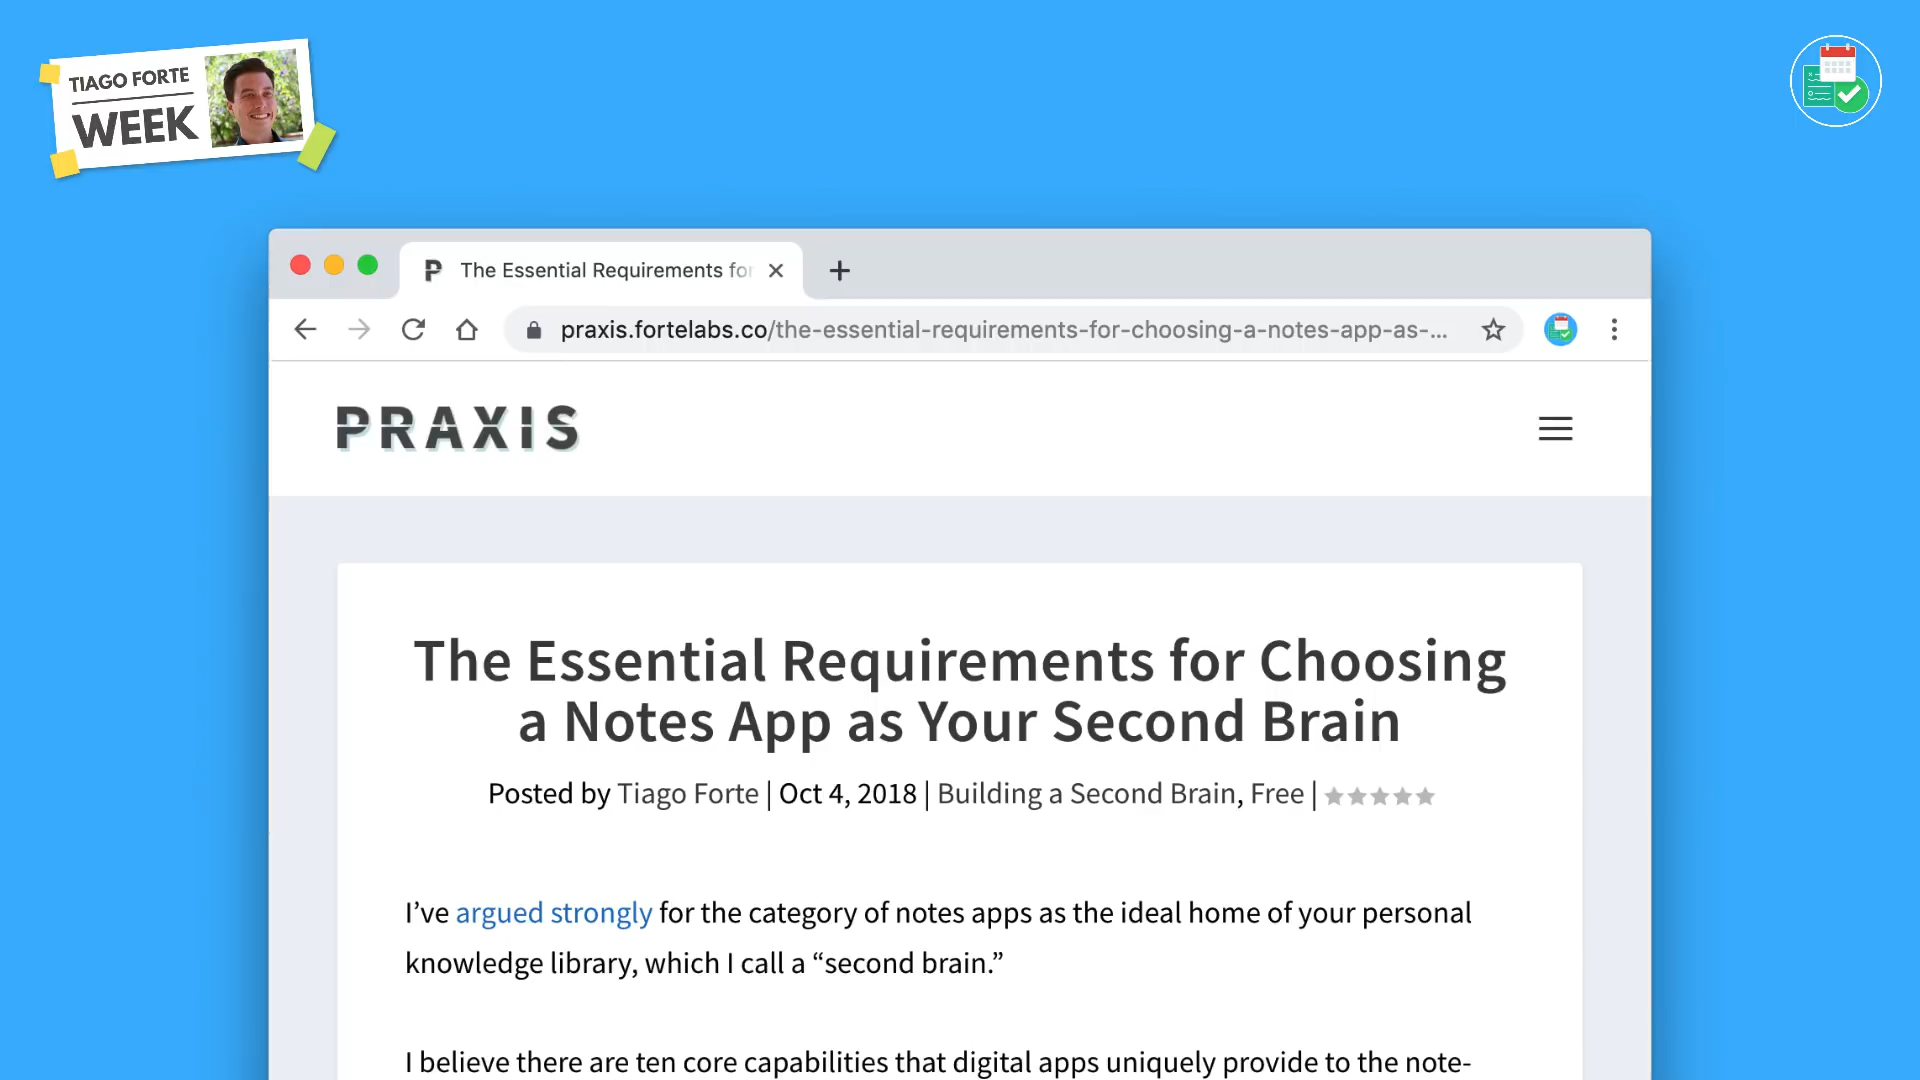 TIAGO FORTE
WEEK
The Essential Requirements for
praxis.fortelabs.co/the-essential-requirements-for-choosing-a-notes-app-as-...
PRAXIS
The Essential Requirements for Choosing
a Notes App as Your Second Brain
Posted by Tiago Forte | Oct 4, 2018 | Building a Second Brain, Free |
I’ve argued strongly for the category of notes apps as the ideal home of your personal
knowledge library, which I call a “second brain.”
I believe there are ten core capabilities that digital apps uniquely provide to the note-